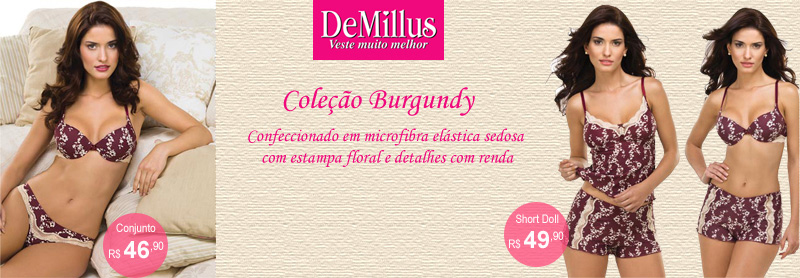 DeMillus
Veste muito melhor
Coleção Burgundy
Confeccionado em microfibra elástica sedosa
com estampa floral e detalhes com renda
Conjunto
R$ 46,90
Short Doll
R$ 49,90